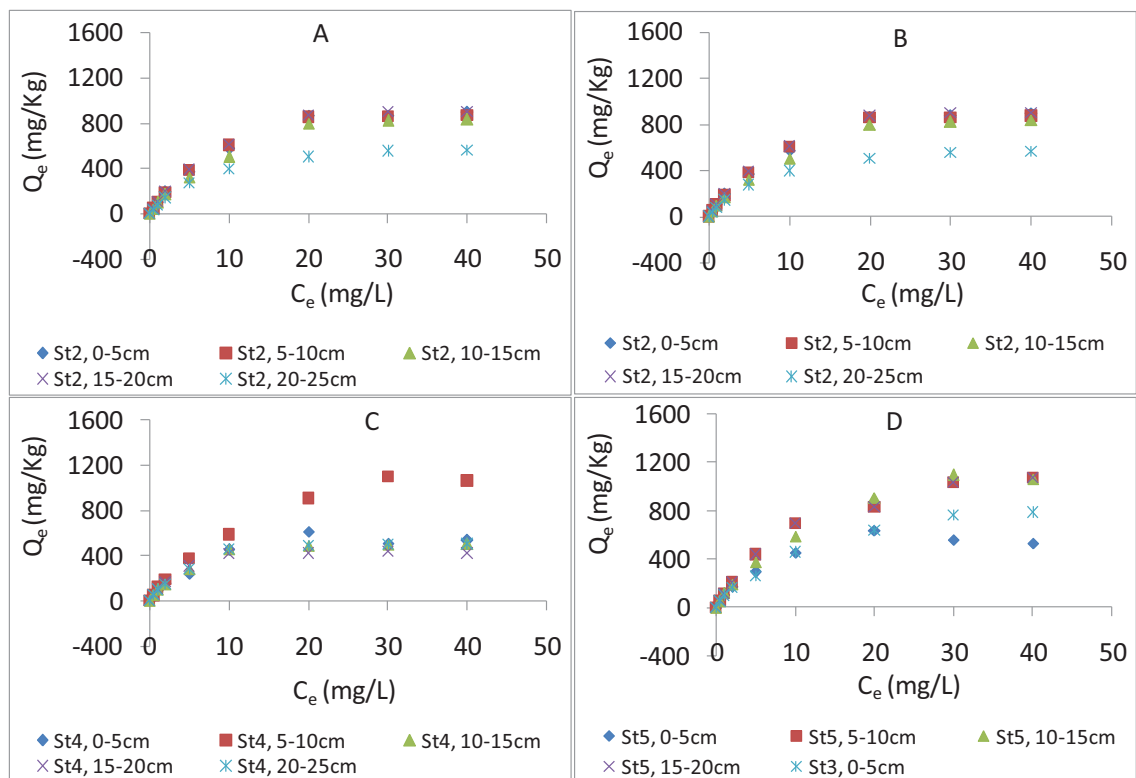 A
Qe (mg/Kg)
1600
1200
800
400
0
-400
0 10 20 30 40 50
Ce (mg/L)
St2, 0-5cm St2, 5-10cm St2, 10-15cm
St2, 15-20cm St2, 20-25cm
B
Qe (mg/Kg)
1600
1200
800
400
0
-400
0 10 20 30 40 50
Ce (mg/L)
St2, 0-5cm St2, 5-10cm St2, 10-15cm
St2, 15-20cm St2, 20-25cm
C
Qe (mg/Kg)
1600
1200
800
400
0
-400
0 10 20 30 40 50
Ce (mg/L)
St4, 0-5cm St4, 5-10cm St4, 10-15cm
St4, 15-20cm St4, 20-25cm
D
Qe (mg/Kg)
1600
1200
800
400
0
-400
0 10 20 30 40 50
Ce (mg/L)
St5, 0-5cm St5, 5-10cm St5, 10-15cm
St5, 15-20cm St3, 0-5cm